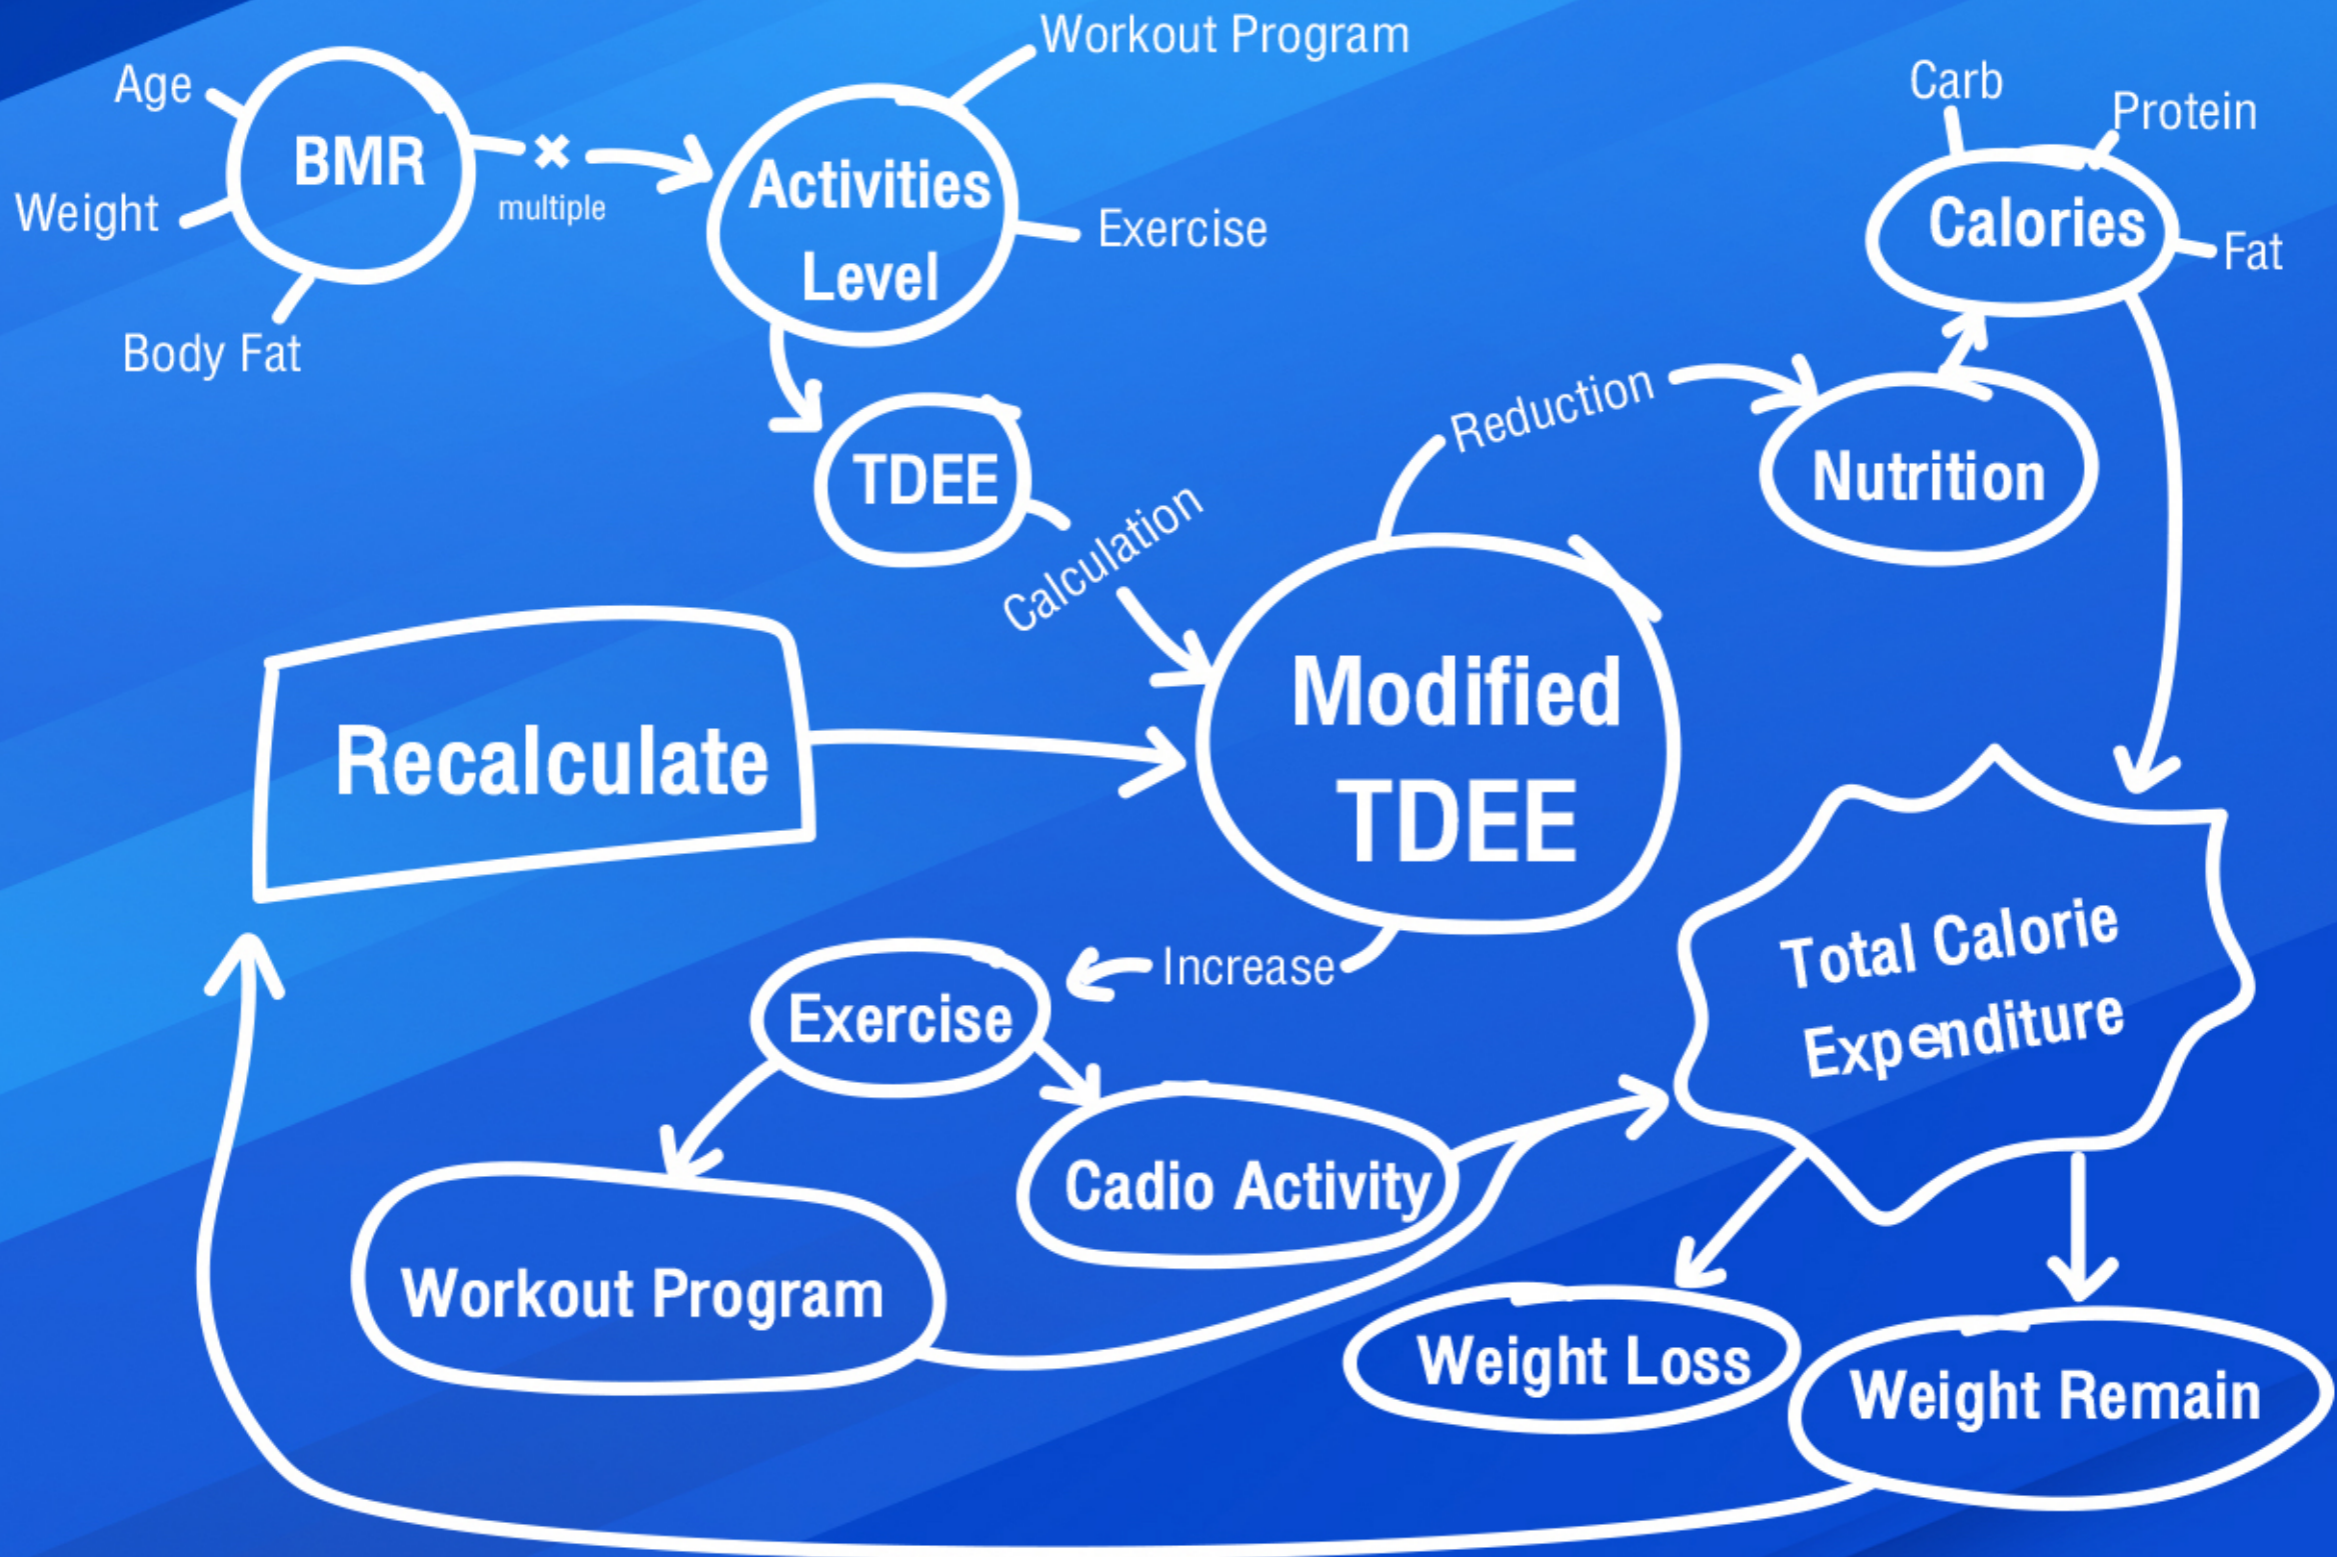 Workout Program
Age
BMR
multiple
Weight
Body Fat
Activities
Level
Exercise
Carb
Protein
Calories
Fat
TDEE
Calculation
Reduction
Nutrition
Modified
TDEE
Recalculate
Increase
Exercise
Cadio Activity
Workout Program
Total Calorie
Expenditure
Weight Loss
Weight Remain